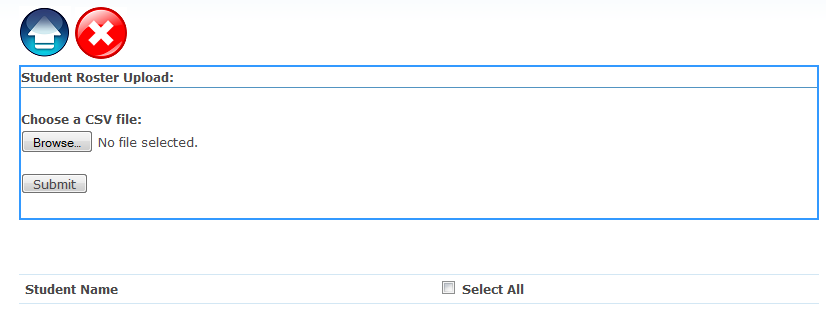 Student Roster Upload:
Choose a CSV file:
Browse... No file selected.
Submit
Student Name Select All